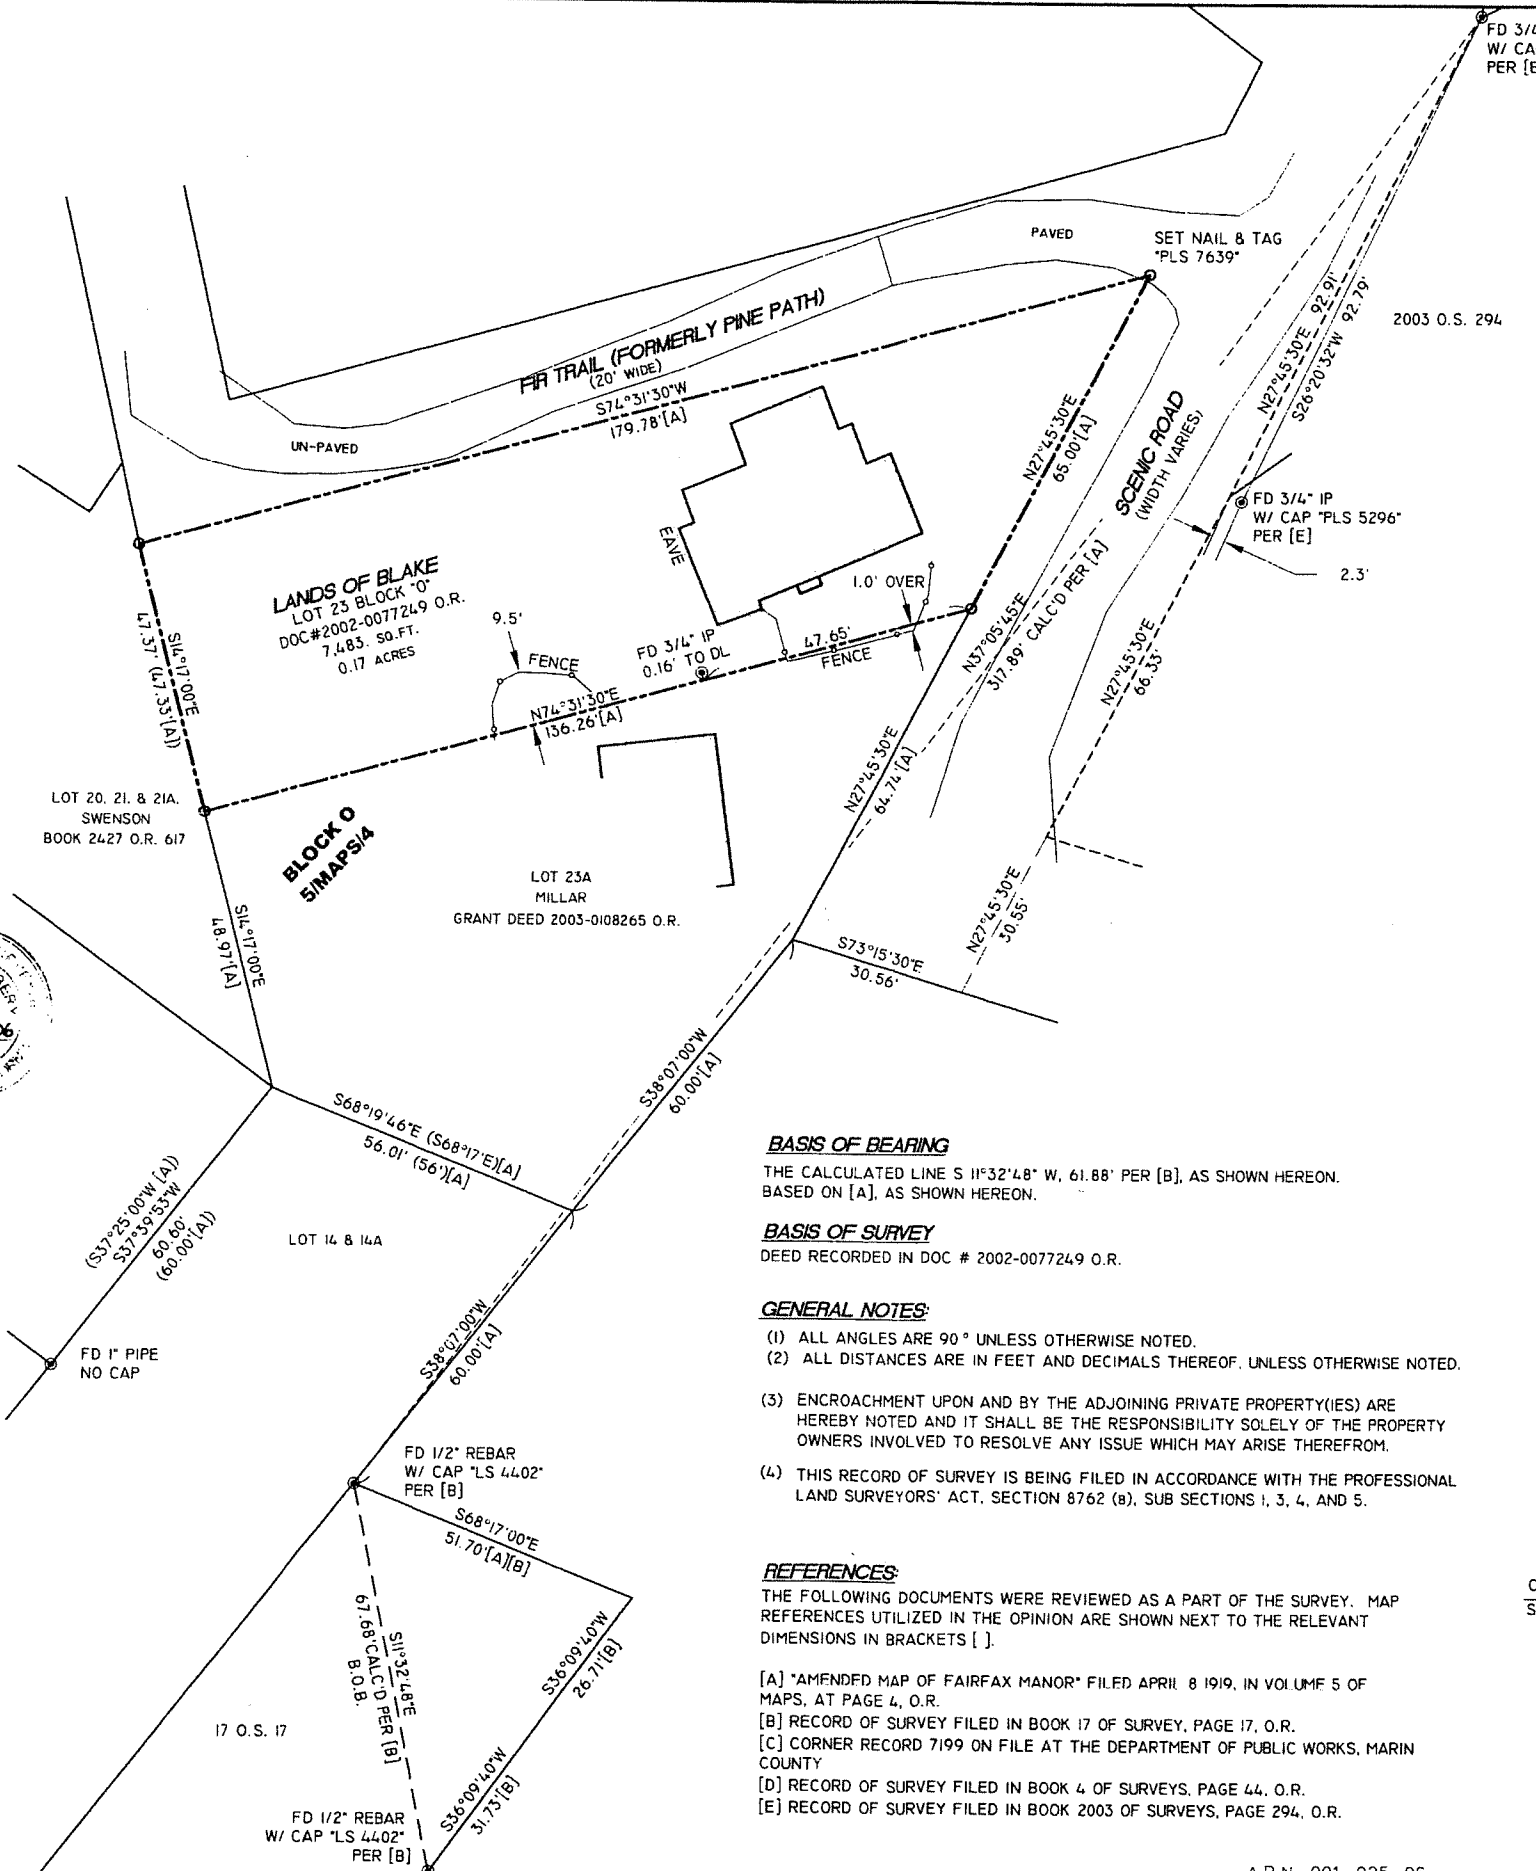 FD 3/4
W/ CA
PER [E
PAVED
SET NAIL & TAG
"PLS 7639"
2003 O.S. 294
FIR TRAIL (FORMERLY PINE PATH)
(20' WIDE)
S74°31'30"W
179.78'[A]
UN-PAVED
N27°45'30"E 92.91'
S26°20'32"W 92.79'
N27°45'30"E
65.00'[A]
SCENIC ROAD
(WIDTH VARIES)
FD 3/4" IP
W/ CAP "PLS 5296"
PER [E]
2.3'
EAVE
LANDS OF BLAKE
LOT 23 BLOCK "O"
DOC#2002-0077249 O.R.
7,483. SQ.FT.
0.17 ACRES
S14°17'00"E
47.37' (47.33'[A])
9.5'
FENCE
FD 3/4" IP
0.16' TO DL
1.0' OVER
47.65'
FENCE
N74°31'30"E
136.26'[A]
N37°05'45"E
317.89' CALC'D PER [A]
N27°45'30"E
66.33'
N27°45'30"E
64.74'[A]
LOT 20, 21, & 21A,
SWENSON
BOOK 2427 O.R. 617
BLOCK O
5/MAPS/4
LOT 23A
MILLAR
GRANT DEED 2003-0108265 O.R.
S14°17'00"E
48.97'[A]
N27°45'30"E
30.55'
S73°15'30"E
30.56'
S38°07'00"W
60.00'[A]
S68°19'46"E (S68°17'E)[A]
56.01' (56')[A]
(S37°25'00"W [A])
S37°39'53"W
60.60'
(60.00'[A])
LOT 14 & 14A
FD 1" PIPE
NO CAP
S38°07'00"W
60.00'[A]
FD 1/2" REBAR
W/ CAP "LS 4402"
PER [B]
S68°17'00"E
51.70'[A][B]
S11°32'48"E
67.68'CALC'D PER [B]
B.O.B.
S36°09'40"W
26.71'[B]
17 O.S. 17
S36°09'40"W
31.73'[B]
FD 1/2" REBAR
W/ CAP "LS 4402"
PER [B]
BASIS OF BEARING
THE CALCULATED LINE S 11°32'48" W, 61.88' PER [B], AS SHOWN HEREON.
BASED ON [A], AS SHOWN HEREON.
BASIS OF SURVEY
DEED RECORDED IN DOC # 2002-0077249 O.R.
GENERAL NOTES:
(1) ALL ANGLES ARE 90° UNLESS OTHERWISE NOTED.
(2) ALL DISTANCES ARE IN FEET AND DECIMALS THEREOF, UNLESS OTHERWISE NOTED.
(3) ENCROACHMENT UPON AND BY THE ADJOINING PRIVATE PROPERTY(IES) ARE
HEREBY NOTED AND IT SHALL BE THE RESPONSIBILITY SOLELY OF THE PROPERTY
OWNERS INVOLVED TO RESOLVE ANY ISSUE WHICH MAY ARISE THEREFROM.
(4) THIS RECORD OF SURVEY IS BEING FILED IN ACCORDANCE WITH THE PROFESSIONAL
LAND SURVEYORS' ACT, SECTION 8762 (B), SUB SECTIONS 1, 3, 4, AND 5.
REFERENCES:
THE FOLLOWING DOCUMENTS WERE REVIEWED AS A PART OF THE SURVEY. MAP
REFERENCES UTILIZED IN THE OPINION ARE SHOWN NEXT TO THE RELEVANT
DIMENSIONS IN BRACKETS [ ].
[A] "AMENDED MAP OF FAIRFAX MANOR" FILED APRIL 8 1919, IN VOLUME 5 OF
MAPS, AT PAGE 4, O.R.
[B] RECORD OF SURVEY FILED IN BOOK 17 OF SURVEY, PAGE 17, O.R.
[C] CORNER RECORD 7199 ON FILE AT THE DEPARTMENT OF PUBLIC WORKS, MARIN
COUNTY
[D] RECORD OF SURVEY FILED IN BOOK 4 OF SURVEYS, PAGE 44, O.R.
[E] RECORD OF SURVEY FILED IN BOOK 2003 OF SURVEYS, PAGE 294, O.R.